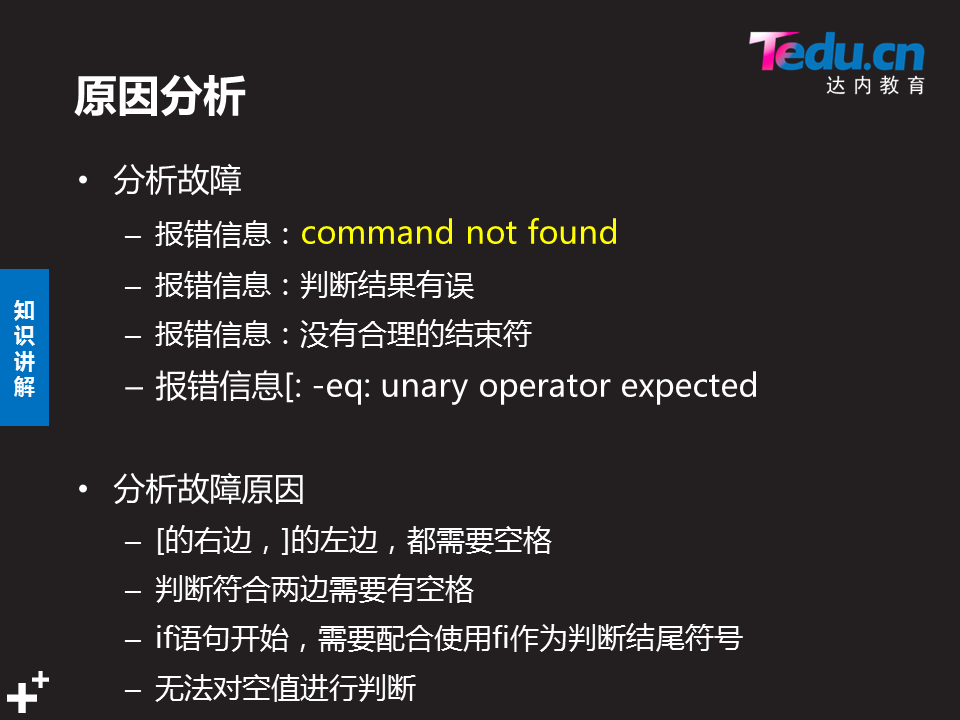 Tedu.cn
达内教育
原因分析
• 分析故障
– 报错信息：command not found
– 报错信息：判断结果有误
– 报错信息：没有合理的结束符
– 报错信息[: -eq: unary operator expected
知识讲解
• 分析故障原因
– [的右边，]的左边，都需要空格
– 判断符合两边需要有空格
– if语句开始，需要配合使用fi作为判断结尾符号
– 无法对空值进行判断